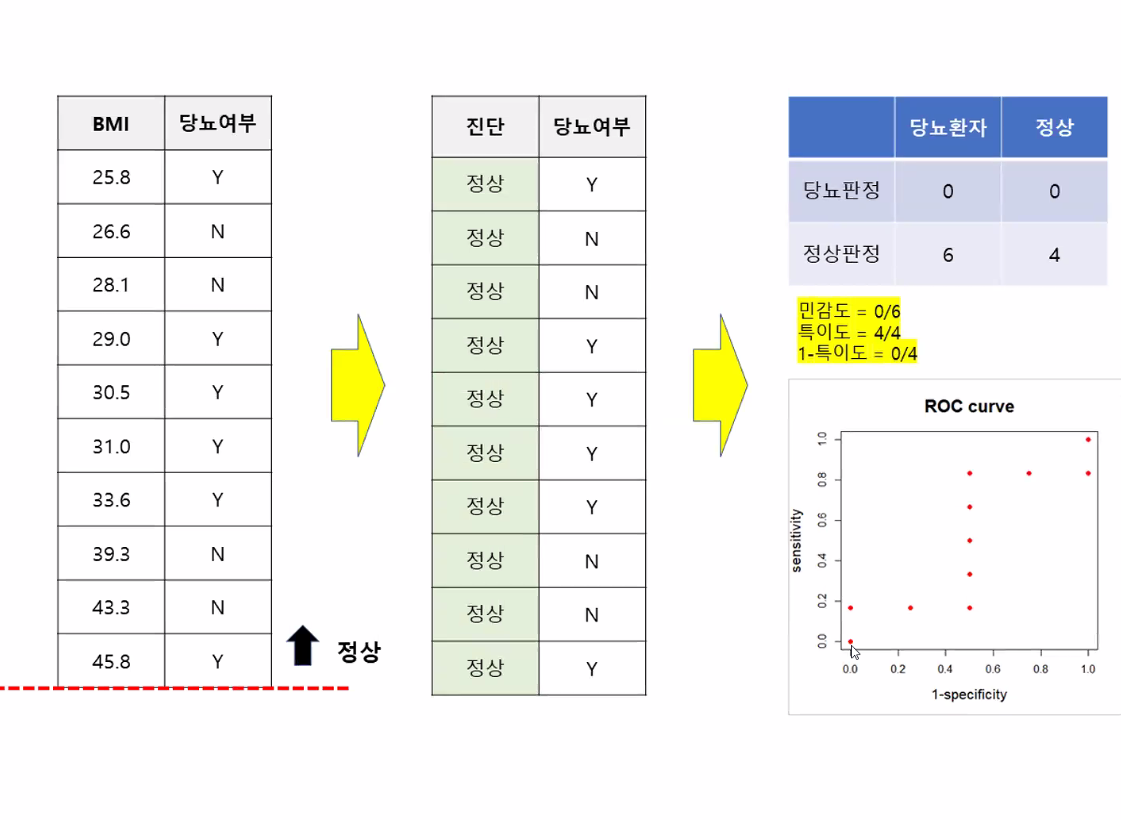 BMI 당뇨여부
25.8 Y
26.6 N
28.1 N
29.0 Y
30.5 Y
31.0 Y
33.6 Y
39.3 N
43.3 N
45.8 Y
정상
진단 당뇨여부
정상 Y
정상 N
정상 N
정상 Y
정상 Y
정상 Y
정상 Y
정상 N
정상 N
정상 Y
당뇨환자 정상
당뇨판정 0 0
정상판정 6 4
민감도 = 0/6
특이도 = 4/4
1-특이도 = 0/4
ROC curve
sensitivity
1.0
0.8
0.6
0.4
0.2
0.0
0.0 0.2 0.4 0.6 0.8 1.0
1-specificity